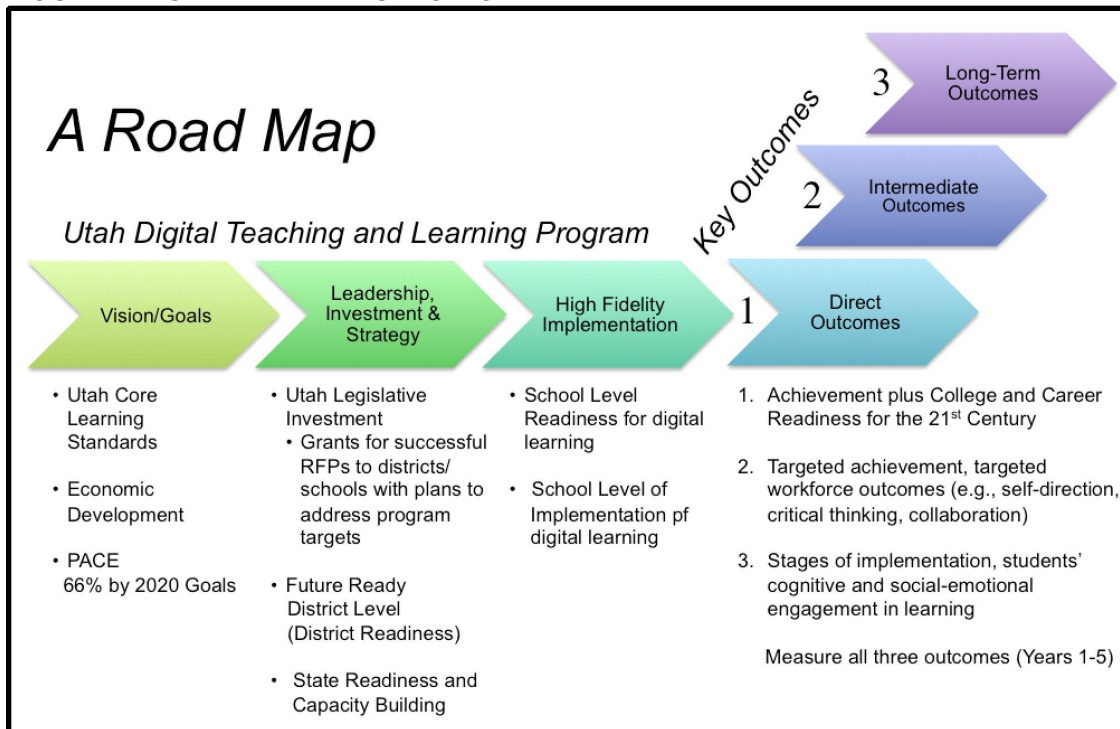 A Road Map
Utah Digital Teaching and Learning Program
Key Outcomes
3
Long-Term
Outcomes
2
Intermediate
Outcomes
1
Direct
Outcomes
Vision/Goals
Leadership,
Investment &
Strategy
High Fidelity
Implementation
• Utah Core
Learning
Standards
• Economic
Development
• PACE
66% by 2020 Goals
• Utah Legislative
Investment
• Grants for successful
RFPs to districts/
schools with plans to
address program
targets
• Future Ready
District Level
(District Readiness)
• State Readiness and
Capacity Building
• School Level
Readiness for digital
learning
• School Level of
Implementation pf
digital learning
1. Achievement plus College and Career
Readiness for the 21st Century
2. Targeted achievement, targeted
workforce outcomes (e.g., self-direction,
critical thinking, collaboration)
3. Stages of implementation, students’
cognitive and social-emotional
engagement in learning
Measure all three outcomes (Years 1-5)